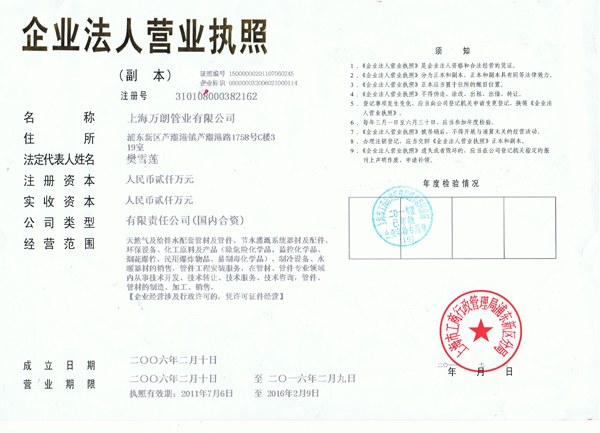 企业法人营业执照
(副 本)
证照编号 15000000201107060245
企业标识 08000003200602100114
注册号 310108000382162
名 称 上海万朗管业有限公司
住 所 浦东新区芦潮港镇芦潮港路1758号C楼3
19室
法定代表人姓名 樊雪莲
注 册 资 本 人民币贰仟万元
实 收 资 本 人民币贰仟万元
公 司 类 型 有限责任公司(国内合资)
经 营 范 围 天然气及给排水配套管材及管件、节水灌溉系统器材及配件、
环保设备、化工原料及产品(除危险化学品、监控化学品、
烟花爆竹、民用爆炸物品、易制毒化学品)、制冷设备、水
暖器材的销售，管件工程安装服务，在管材、管件专业领域
内从事技术开发、技术转让、技术服务、技术咨询，管件、
管材的制造、加工、销售。
【企业经营涉及行政许可的，凭许可证件经营】
成 立 日 期 二〇〇六年二月十日
营 业 期 限 二〇〇六年二月十日 至 二〇一六年二月九日
执照有效期: 2011年7月6日 至 2016年2月9日
须 知
1．《企业法人营业执照》是企业法人资格和合法经营的凭证。
2．《企业法人营业执照》分为正本和副本，正本和副本具有同等法律效力。
3．《企业法人营业执照》正本应当置于住所的醒目位置。
4．《企业法人营业执照》不得伪造、涂改、出租、出借、转让。
5．登记事项发生变化，应当向公司登记机关申请变更登记，换领《企业法
人营业执照》。
6．每年三月一日至六月三十日，应当参加年度检验。
7．《企业法人营业执照》被吊销后，不得开展与清算无关的经营活动。
8．办理注销登记，应当交回《企业法人营业执照》正本和副本。
9．《企业法人营业执照》遗失或者毁坏的，应当在公司登记机关指定的报
刊上声明作废，申请补领。
年度检验情况
上海市工商行政管理局浦东新区分局
年 月 日